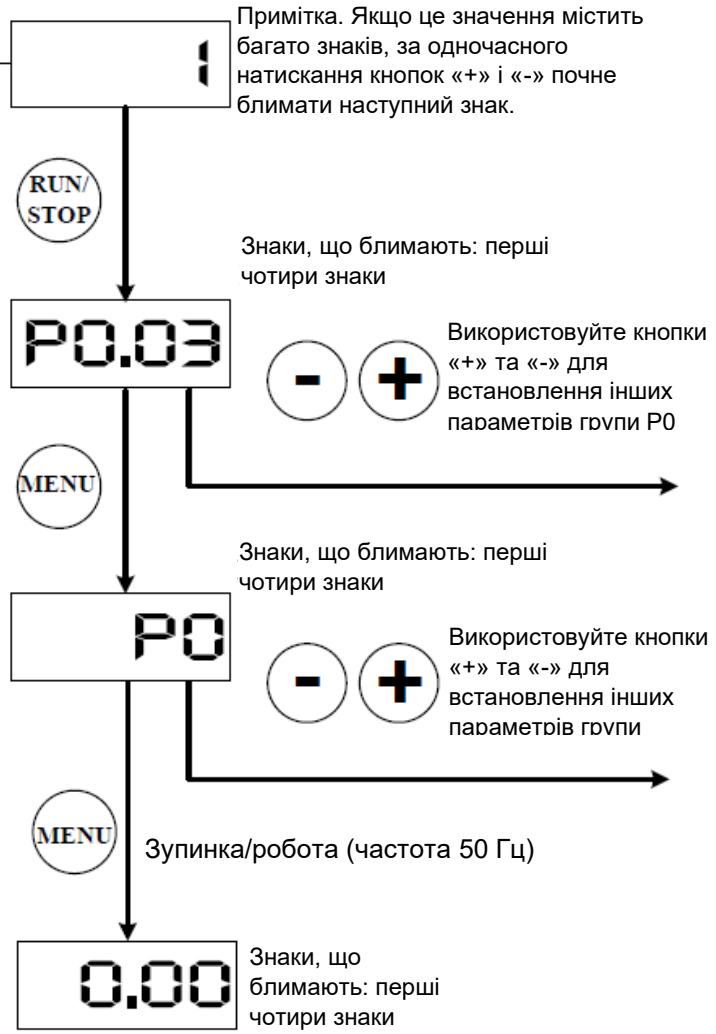 Примітка. Якщо це значення містить
багато знаків, за одночасного
натискання кнопок «+» і «-» почне
блимати наступний знак.
1
RUN/
STOP
Знаки, що блимають: перші
чотири знаки
P0.03
- +
Використовуйте кнопки
«+» та «-» для
встановлення інших
параметрів групи P0
MENU
Знаки, що блимають: перші
чотири знаки
P0
- +
Використовуйте кнопки
«+» та «-» для
встановлення інших
параметрів групи
MENU
Зупинка/робота (частота 50 Гц)
0.00
Знаки, що
блимають: перші
чотири знаки